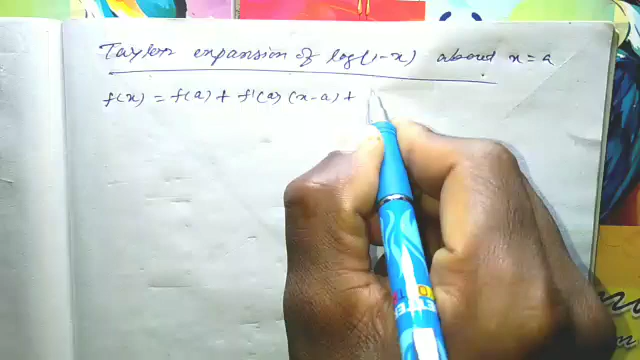 Taylor expansion of log(1-x) about x = a
f(x) = f(a) + f'(a) (x-a) +